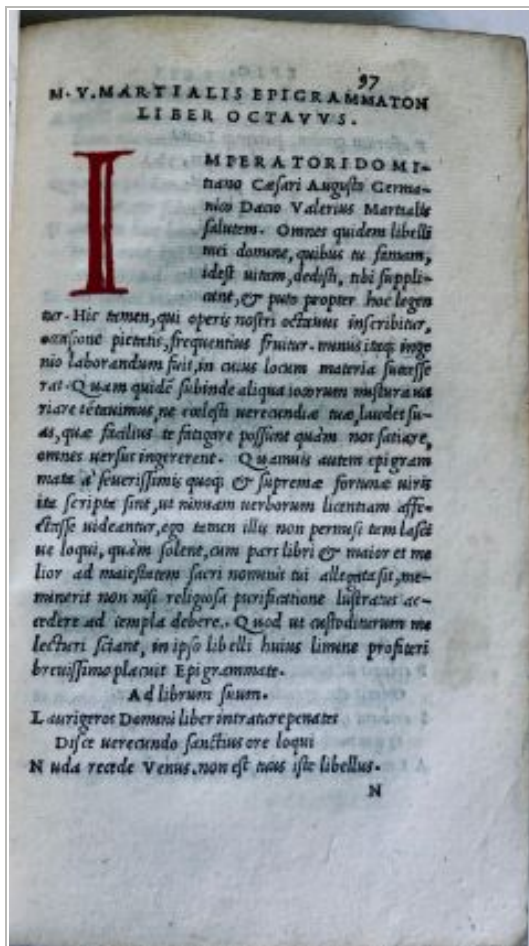 97
M. V. MARTIALIS EPIGRAMMATON
LIBER OCTAVVS.
IMPERATORI DOMI-
tiano Cæsari Augusto Germa-
nico Dacio Valerius Martialis
salutem. Omnes quidem libelli
mei domine, quibus tu famam,
idest uitam, dedisti, tibi suppli-
cant, & puto propter hoc legen
tur. Hic tamen, qui operis nostri octauus inscribitur,
occasione pietatis, frequentius fruitur. minus itaq; inge
nio laborandum fuit, in cuius locum materia successe
rat. Quam quidē subinde aliqua iocorum mistura ua
riare tētauimus, ne cœlesti uerecundiæ tuæ, laudes su-
as, quæ facilius te fatigare possunt quàm nos satiare,
omnes uersus ingererent. Quamuis autem epigram
mata à seuerissimis quoq; & supremæ fortunæ uiris
ita scripta sint, ut mimam uerborum licentiam affe-
ctasse uideantur, ego tamen illis non permisi tam lasci
ue loqui, quàm solent, cum pars libri & maior et me
lior ad maiestatem sacri nominis tui allegata sit, me-
minerit non nisi religiosa purificatione lustratus ac-
cedere ad templa debere. Quod ut custoditurum me
lecturi sciant, in ipso libelli huius limine profiteri
breuissimo placuit Epigrammate.
Ad librum suum.
Laurigeros Domini liber intrature penates
Disce uerecundo sanctius ore loqui
Nuda recede Venus. non est tuus iste libellus.
N